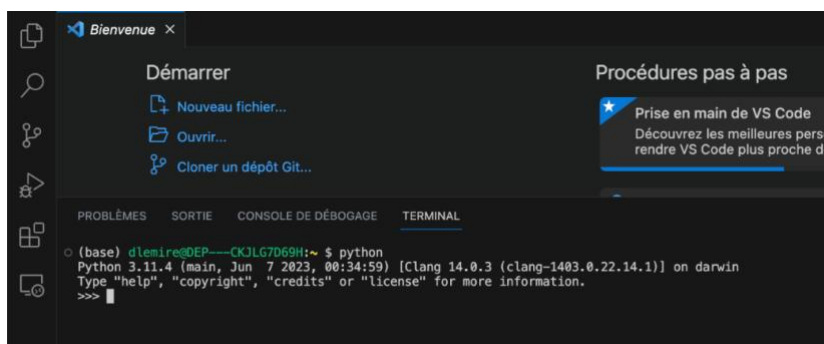 Bienvenue
Démarrer
Nouveau fichier...
Ouvrir...
Cloner un dépôt Git...
Procédures pas à pas
Prise en main de VS Code
Découvrez les meilleures pers
rendre VS Code plus proche d
PROBLÈMES SORTIE CONSOLE DE DÉBOGAGE TERMINAL
(base) dlemire@DEP---CKJLG7D69H:~ $ python
Python 3.11.4 (main, Jun  7 2023, 00:34:59) [Clang 14.0.3 (clang-1403.0.22.14.1)] on darwin
Type "help", "copyright", "credits" or "license" for more information.
>>>